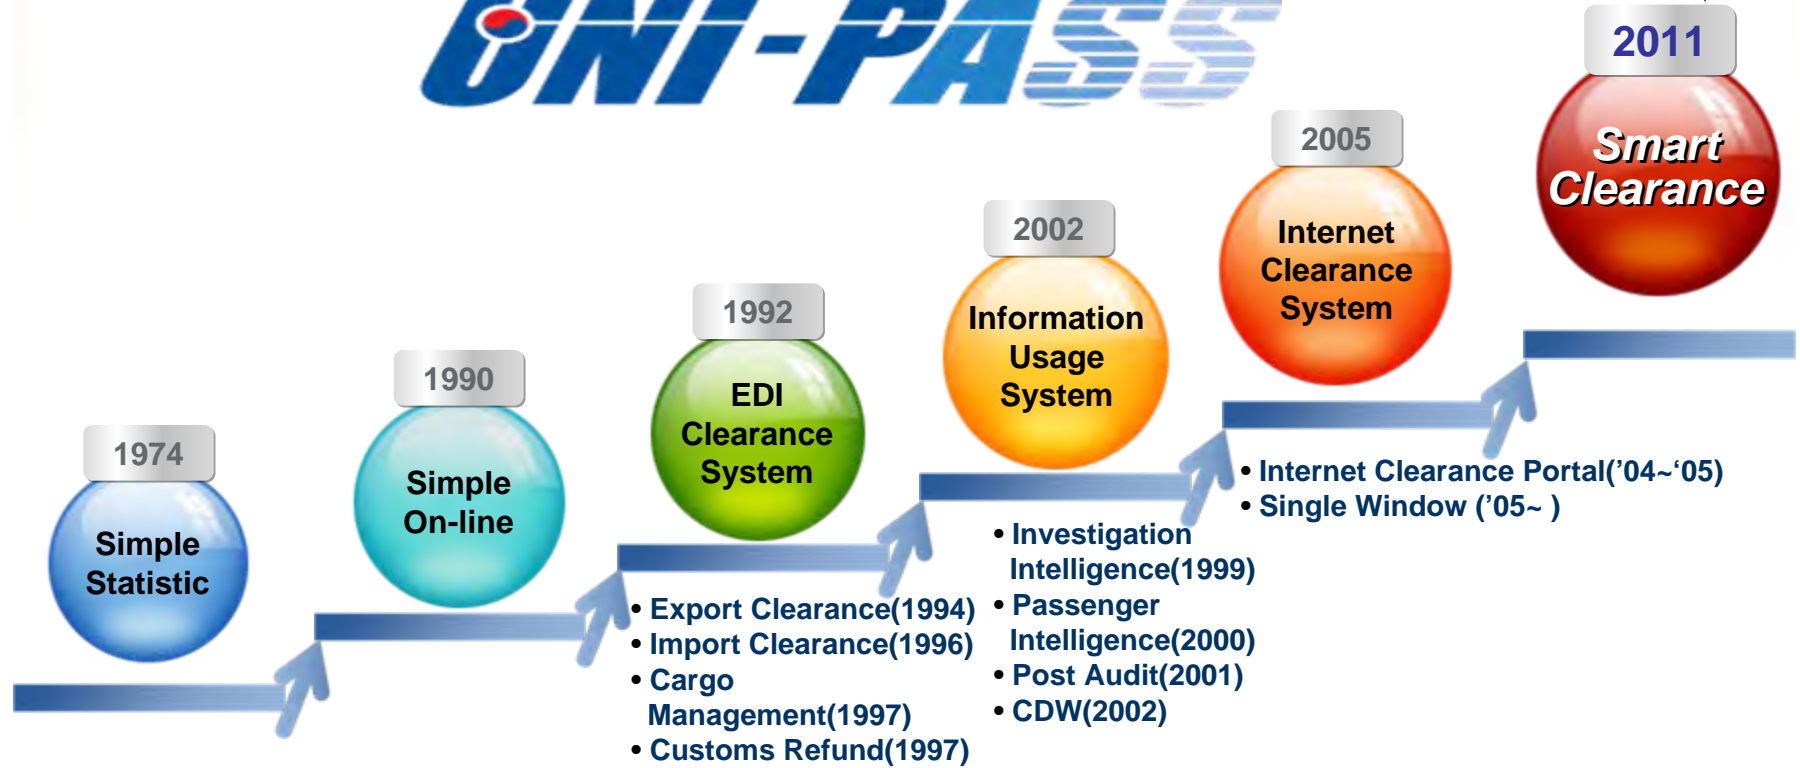 UNI-PASS
1974
Simple
Statistic
1990
Simple
On-line
1992
EDI
Clearance
System
• Export Clearance(1994)
• Import Clearance(1996)
• Cargo
Management(1997)
• Customs Refund(1997)
2002
Information
Usage
System
• Investigation
Intelligence(1999)
• Passenger
Intelligence(2000)
• Post Audit(2001)
• CDW(2002)
2005
Internet
Clearance
System
• Internet Clearance Portal(’04~‘05)
• Single Window (’05~ )
2011
Smart
Clearance